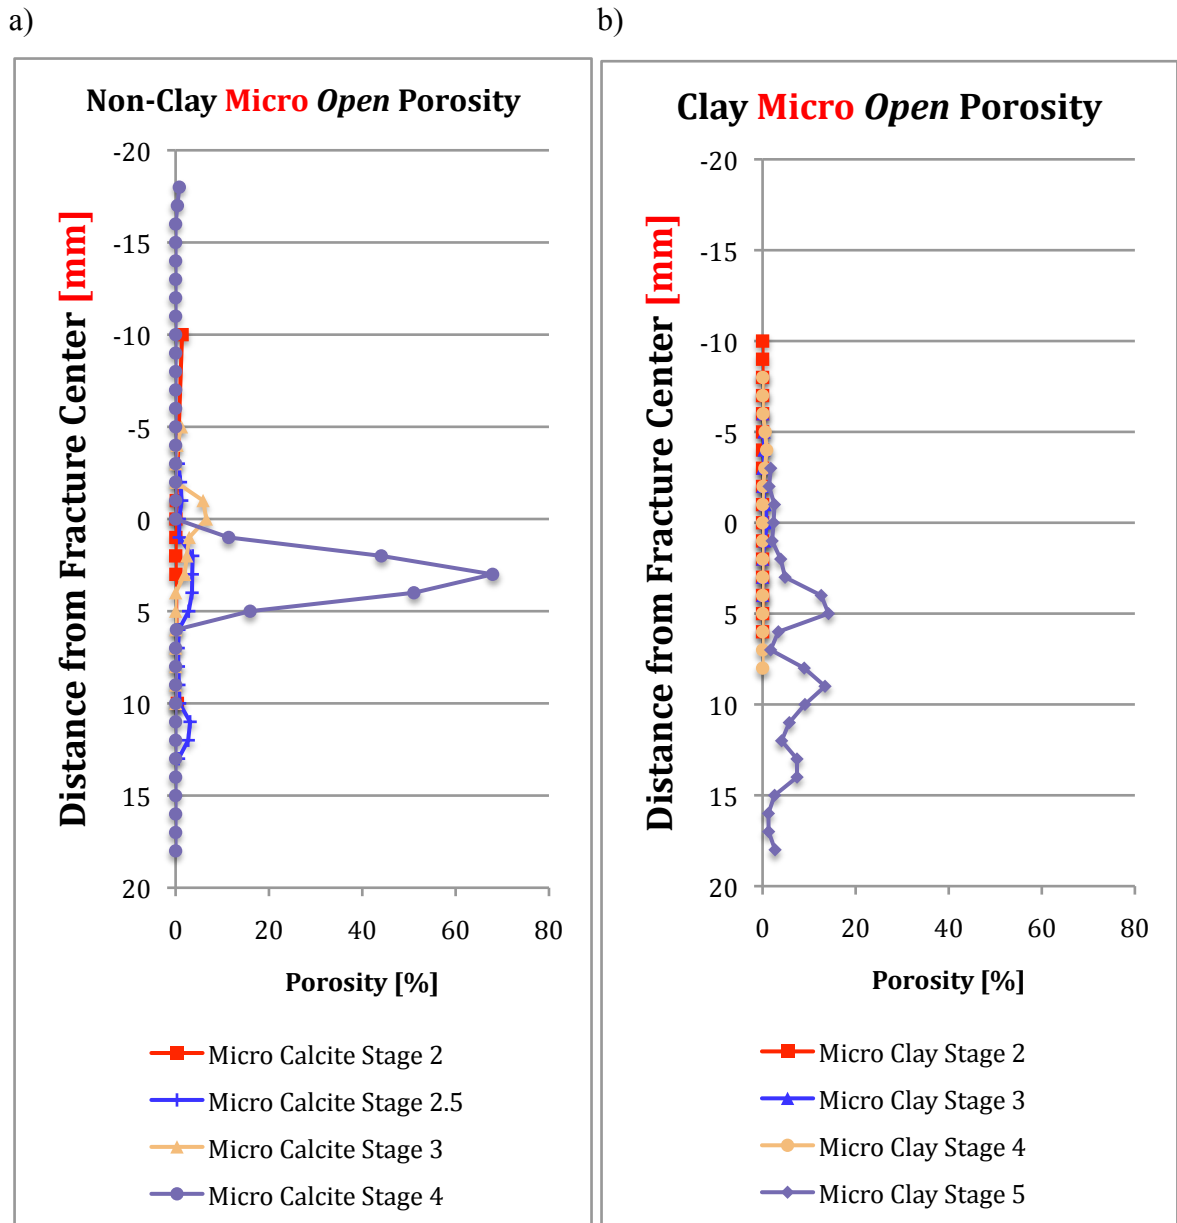 a)
b)
Non-Clay Micro Open Porosity
Distance from Fracture Center [mm]
-20
-15
-10
-5
0
5
10
15
20
0 20 40 60 80
Porosity [%]
Micro Calcite Stage 2
Micro Calcite Stage 2.5
Micro Calcite Stage 3
Micro Calcite Stage 4
Clay Micro Open Porosity
Distance from Fracture Center [mm]
-20
-15
-10
-5
0
5
10
15
20
0 20 40 60 80
Porosity [%]
Micro Clay Stage 2
Micro Clay Stage 3
Micro Clay Stage 4
Micro Clay Stage 5